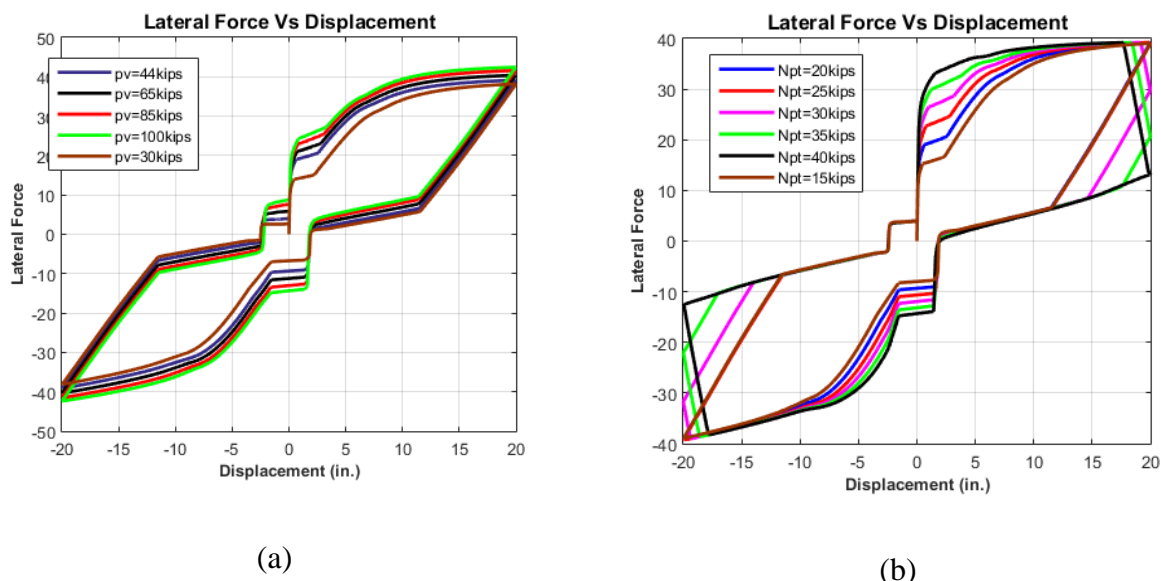 Lateral Force Vs Displacement
50
40
30
20
10
0
-10
-20
-30
-40
-50
Lateral Force
pv=44kips
pv=65kips
pv=85kips
pv=100kips
pv=30kips
-20 -15 -10 -5 0 5 10 15 20
Displacement (in.)
(a)
Lateral Force Vs Displacement
40
30
20
10
0
-10
-20
-30
-40
Lateral Force
Npt=20kips
Npt=25kips
Npt=30kips
Npt=35kips
Npt=40kips
Npt=15kips
-20 -15 -10 -5 0 5 10 15 20
Displacement (in.)
(b)